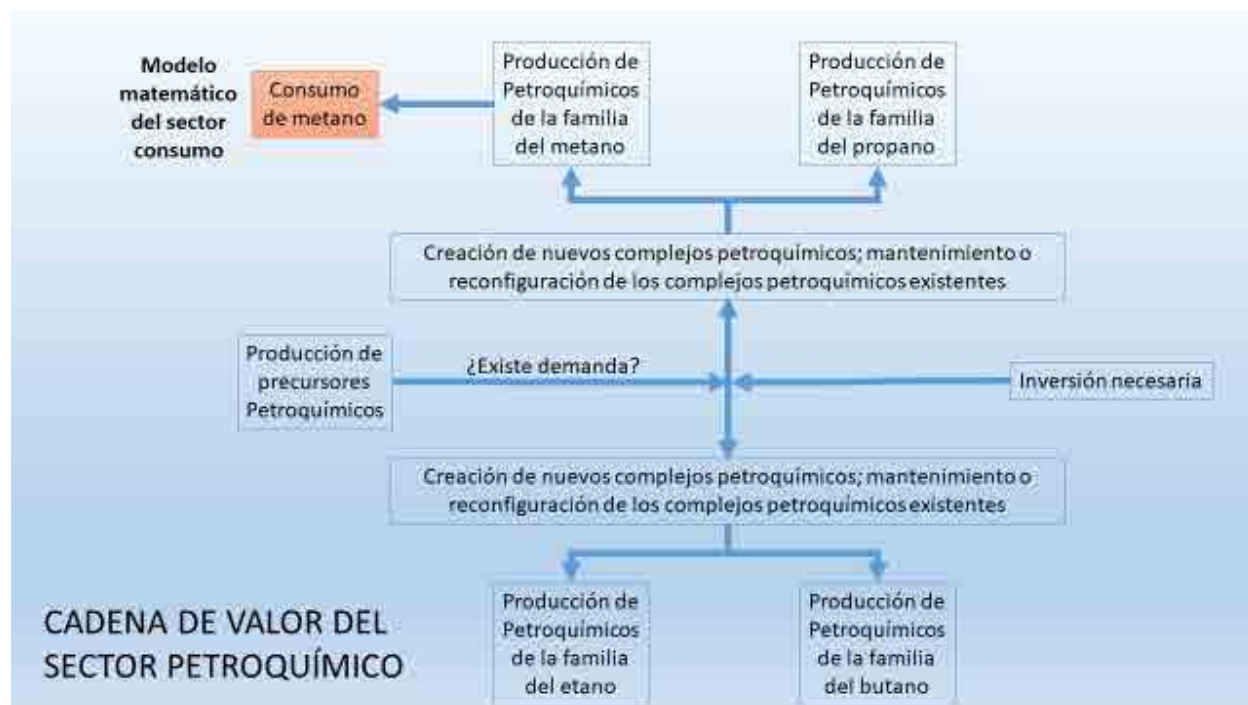 Modelo
matemático
del sector
consumo
Consumo
de metano
Producción de
Petroquímicos
de la familia
del metano
Producción de
Petroquímicos
de la familia
del propano
Creación de nuevos complejos petroquímicos; mantenimiento o
reconfiguración de los complejos petroquímicos existentes
Producción de
precursores
Petroquímicos
¿Existe demanda?
Inversión necesaria
Creación de nuevos complejos petroquímicos; mantenimiento o
reconfiguración de los complejos petroquímicos existentes
Producción de
Petroquímicos
de la familia
del etano
Producción de
Petroquímicos
de la familia
del butano
CADENA DE VALOR DEL
SECTOR PETROQUÍMICO